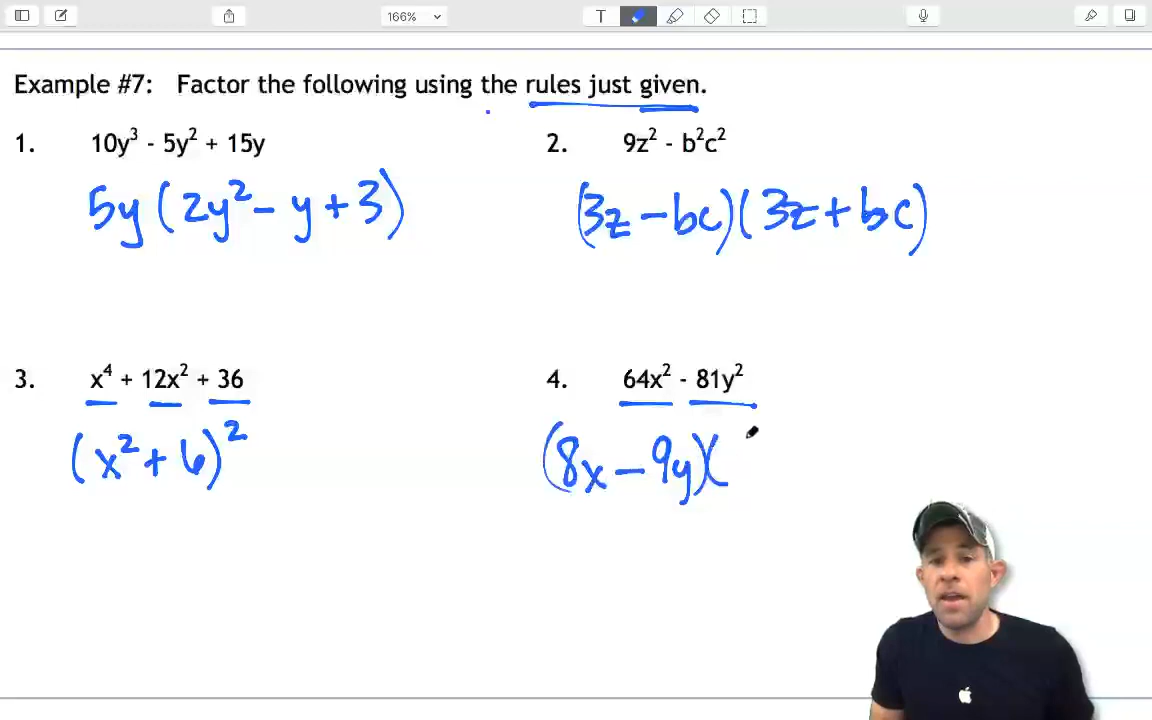 166%
T
Example #7: Factor the following using the rules just given.
1. 10y³ - 5y² + 15y
5y(2y² - y + 3)
2. 9z² - b²c²
(3z - bc)(3z + bc)
3. x⁴ + 12x² + 36
(x² + 6)²
4. 64x² - 81y²
(8x - 9y)(